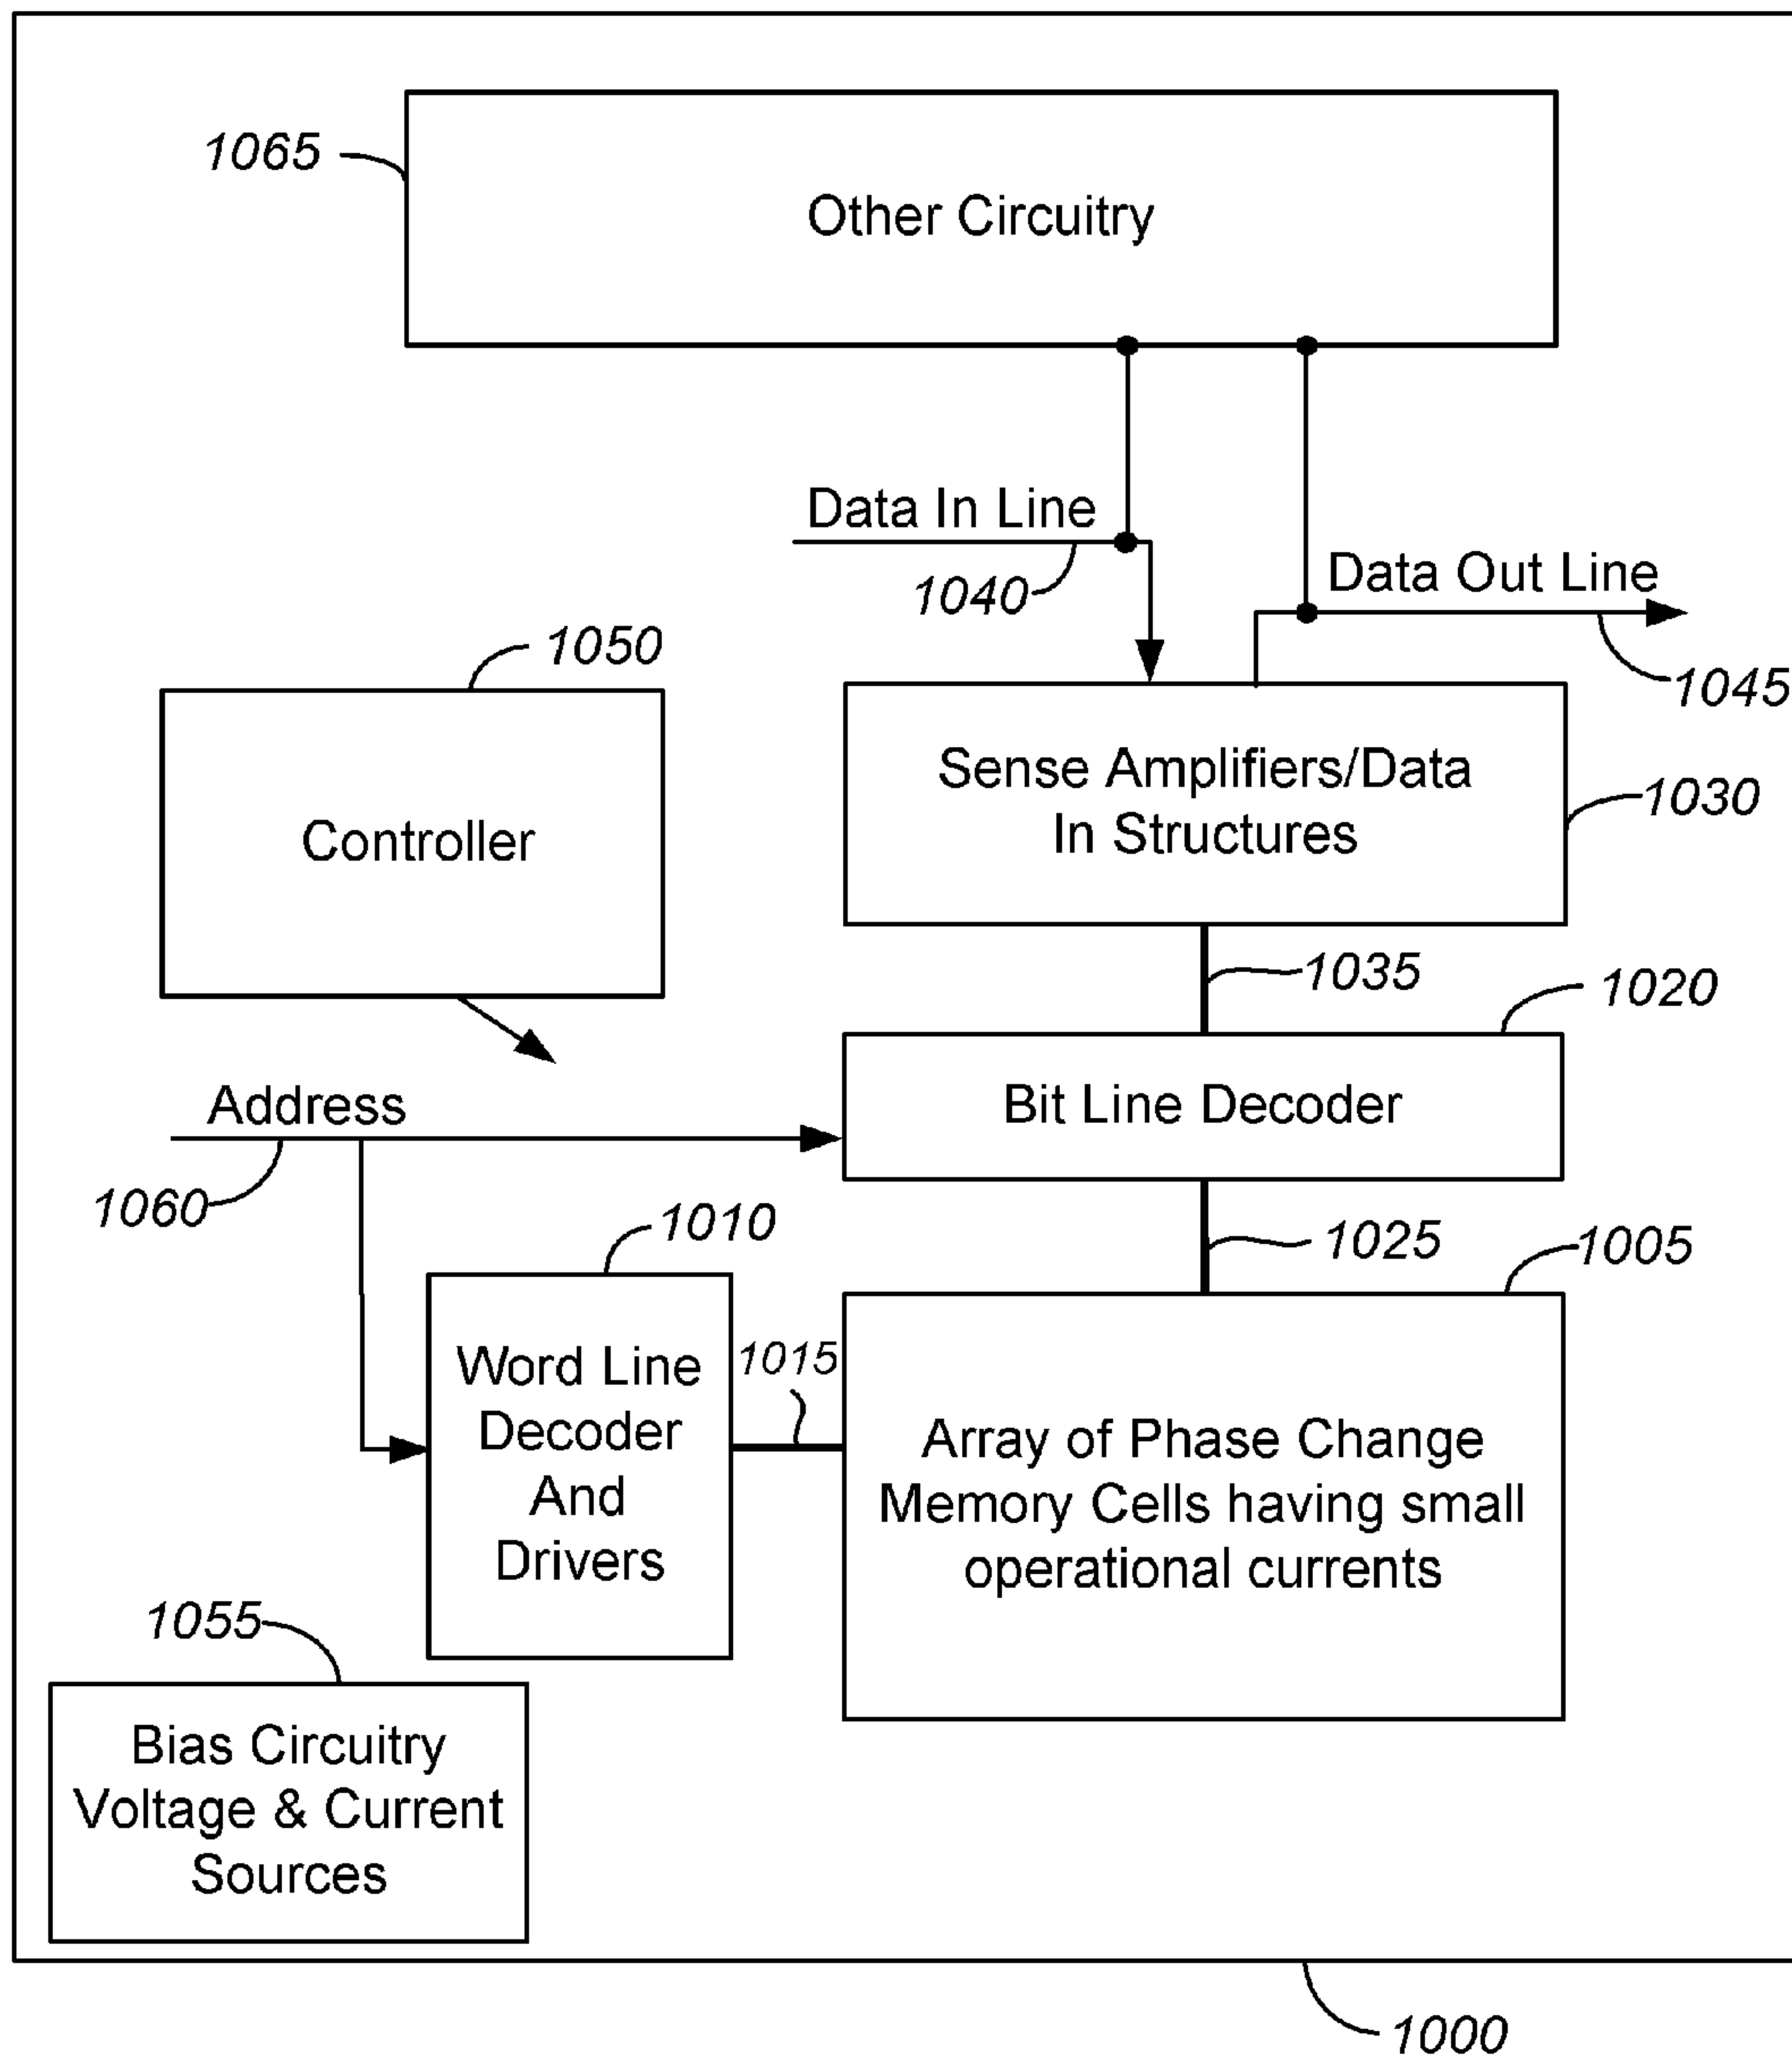 1065
Other Circuitry
Data In Line
1040
Data Out Line
1045
1050
Controller
Sense Amplifiers/Data
In Structures
1030
1035
1020
Bit Line Decoder
Address
1060
1010
1025
1005
Word Line
Decoder
And
Drivers
1015
Array of Phase Change
Memory Cells having small
operational currents
1055
Bias Circuitry
Voltage & Current
Sources
1000